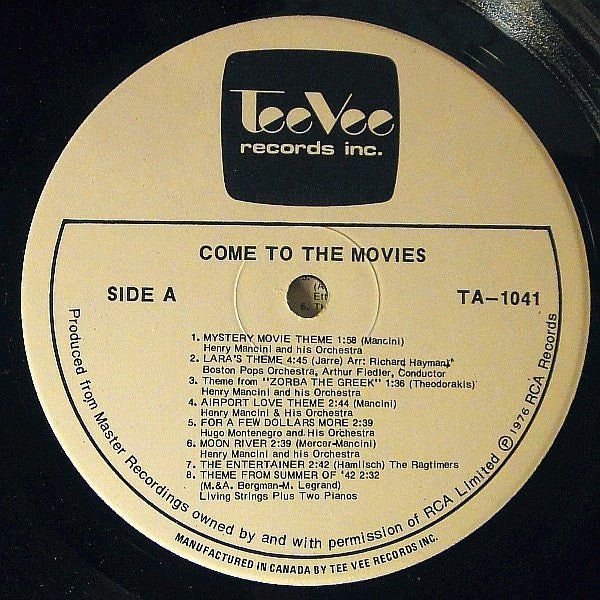 TeeVee
records inc.
COME TO THE MOVIES
SIDE A
TA-1041
1. MYSTERY MOVIE THEME 1:58 (Mancini)
Henry Mancini and his Orchestra
2. LARA'S THEME 4:45 (Jarre) Arr: Richard Hayman*
Boston Pops Orchestra, Arthur Fiedler, Conductor
3. Theme from "ZORBA THE GREEK" 1:36 (Theodorakis)
Henry Mancini and his Orchestra
4. AIRPORT LOVE THEME 2:44 (Mancini)
Henry Mancini & His Orchestra
5. FOR A FEW DOLLARS MORE 2:39
Hugo Montenegro and His Orchestra
6. MOON RIVER 2:39 (Mercer-Mancini)
Henry Mancini and his Orchestra
7. THE ENTERTAINER 2:42 (Hamlisch) The Ragtimers
8. THEME FROM SUMMER OF '42 2:32
(M.&A. Bergman-M. Legrand)
Living Strings Plus Two Pianos
Produced from Master Recordings owned by and with permission of RCA Limited Ⓟ 1976 RCA Records
MANUFACTURED IN CANADA BY TEE VEE RECORDS INC.